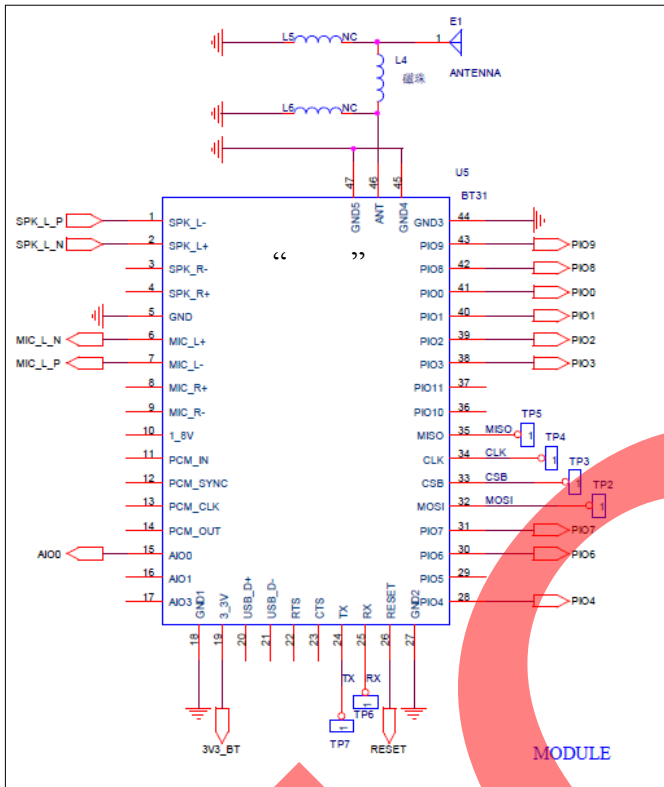 E1
L5 NC 1
L4
磁珠 ANTENNA
L6 NC
U5
47 46 45 BT31
GND5 ANT GND4
SPK_L_P 1 SPK_L- GND3 44
SPK_L_N 2 SPK_L+ “ ” PIO9 43 PIO9
3 SPK_R- PIO8 42 PIO8
4 SPK_R+ PIO0 41 PIO0
5 GND PIO1 40 PIO1
MIC_L_N 6 MIC_L+ PIO2 39 PIO2
MIC_L_P 7 MIC_L- PIO3 38 PIO3
8 MIC_R+ PIO11 37
9 MIC_R- PIO10 36
TP5
10 1_8V MISO 35 MISO 1
TP4
11 PCM_IN CLK 34 CLK 1
TP3
12 PCM_SYNC CSB 33 CSB 1
TP2
13 PCM_CLK MOSI 32 MOSI 1
14 PCM_OUT PIO7 31 PIO7
AIO0 15 AIO0 PIO6 30 PIO6
16 AIO1 PIO5 29
17 AIO3 PIO4 28 PIO4
GND1 3_3V USB_D+ USB_D- RTS CTS TX RX RESET GND2
18 19 20 21 22 23 24 25 26 27
TX RX
1 TP6
1 TP7
3V3_BT RESET
MODULE